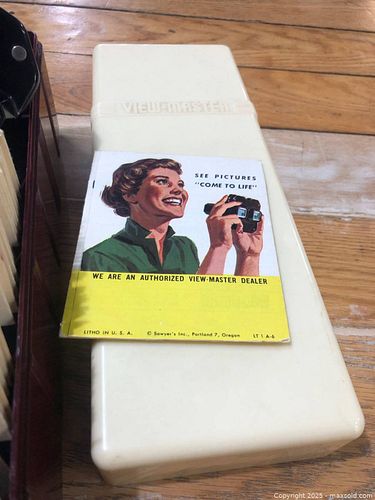 VIEW-MASTER
SEE PICTURES
"COME TO LIFE"
WE ARE AN AUTHORIZED VIEW-MASTER DEALER
LITHO IN U. S. A. © Sawyer's Inc., Portland 7, Oregon LT 1 A-6
Copyright 2025 - maxsold.com